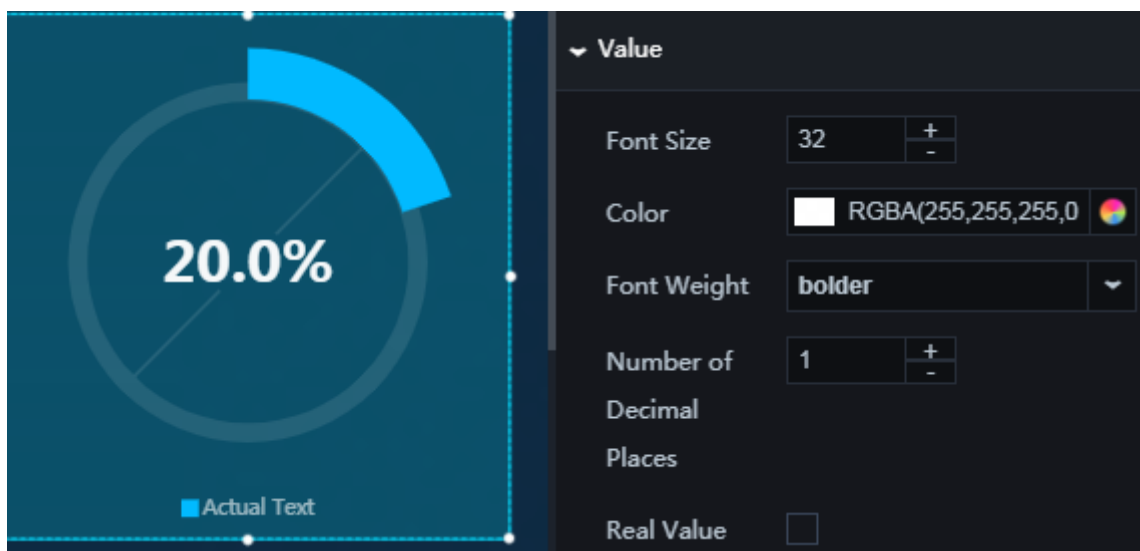 20.0%
Actual Text
Value
Font Size
32
+
-
Color
RGBA(255,255,255,0
Font Weight
bolder
Number of
Decimal
Places
1
+
-
Real Value